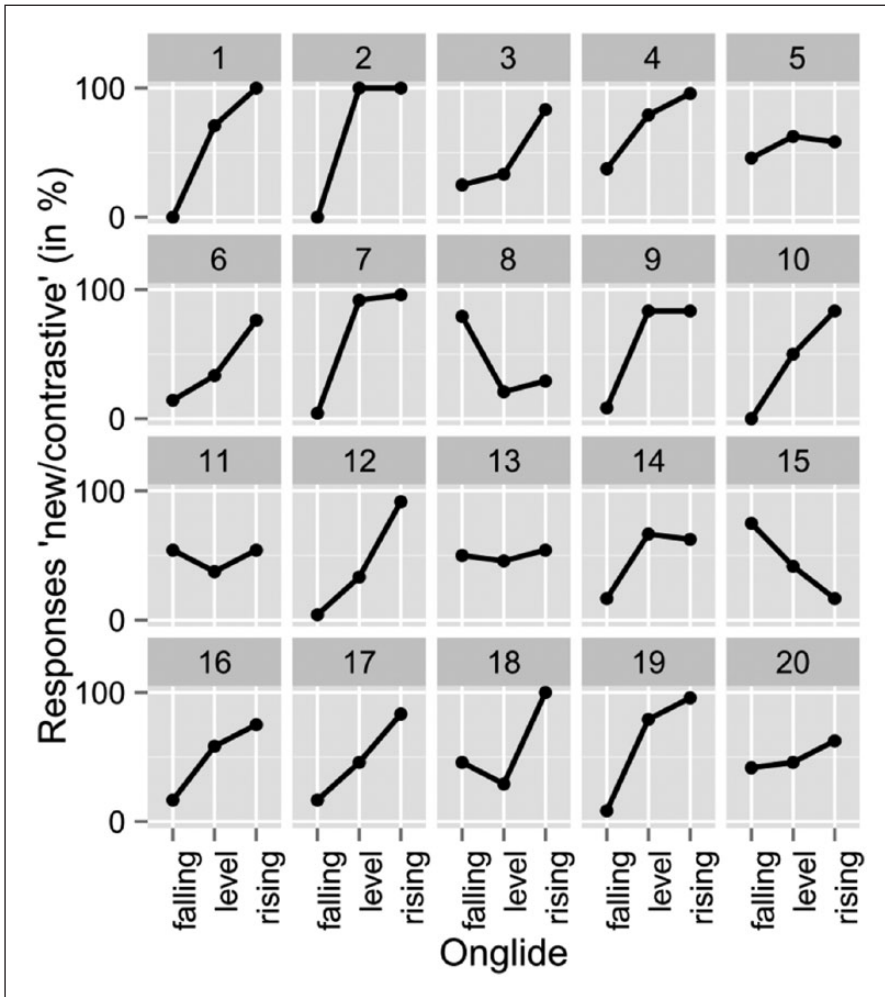 Responses 'new/contrastive' (in %)
1 2 3 4 5
100
0
6 7 8 9 10
100
0
11 12 13 14 15
100
0
16 17 18 19 20
100
0
falling level rising falling level rising falling level rising falling level rising falling level rising
Onglide